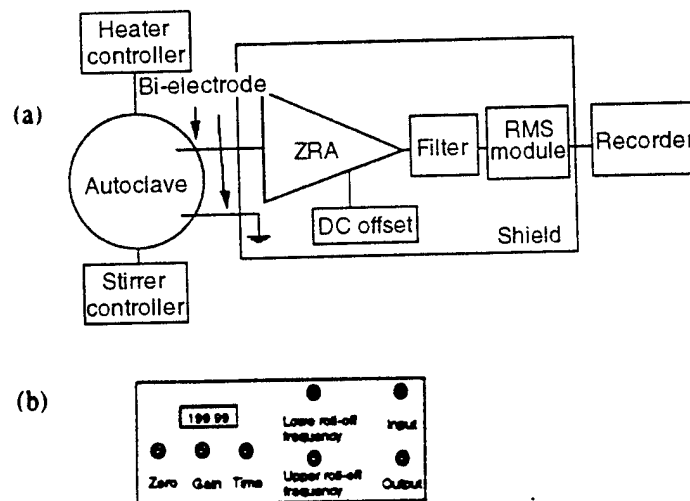 Heater
controller
Bi-electrode
(a)
Autoclave
ZRA
Filter
RMS
module
Recorder
DC offset
Shield
Stirrer
controller
(b)
199.99
Lowe roll-off
frequency
Input
Zero Gain Time
Upper roll-off
frequency
Output